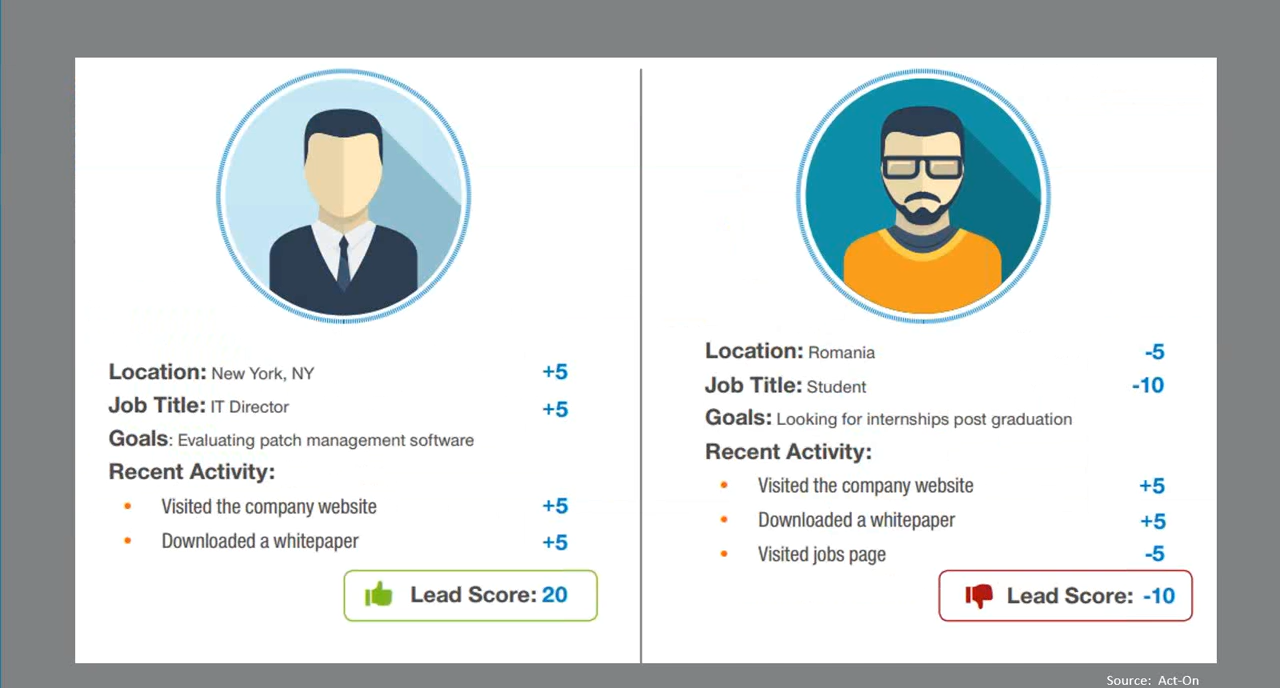 Location: New York, NY +5
Job Title: IT Director +5
Goals: Evaluating patch management software
Recent Activity:
• Visited the company website +5
• Downloaded a whitepaper +5
Lead Score: 20
Location: Romania -5
Job Title: Student -10
Goals: Looking for internships post graduation
Recent Activity:
• Visited the company website +5
• Downloaded a whitepaper +5
• Visited jobs page -5
Lead Score: -10
Source: Act-On